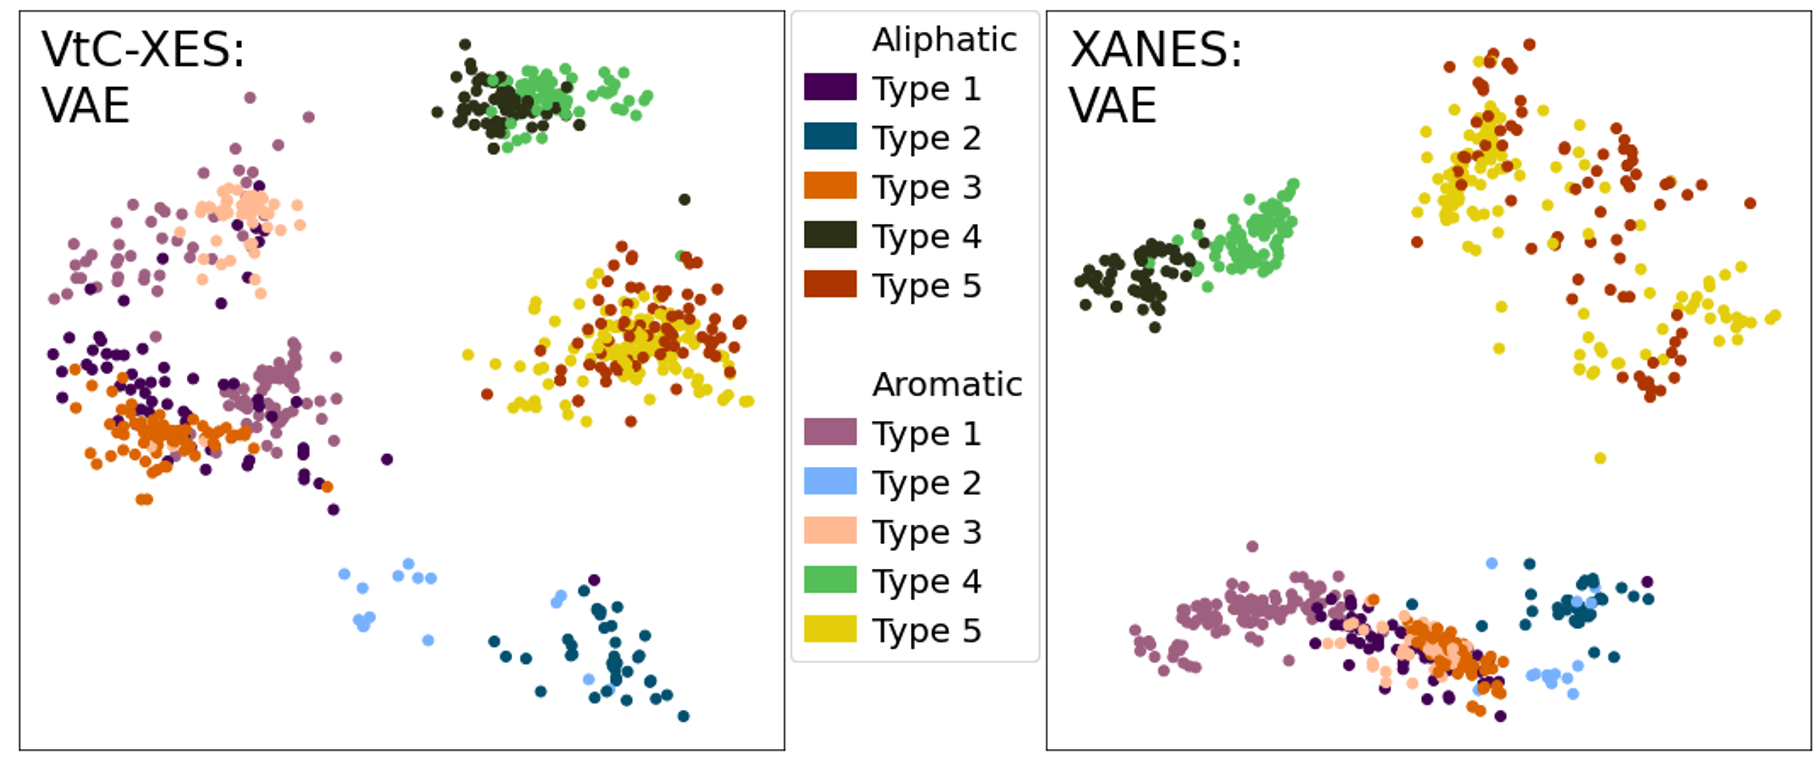 VtC-XES:
VAE
Aliphatic
Type 1
Type 2
Type 3
Type 4
Type 5
Aromatic
Type 1
Type 2
Type 3
Type 4
Type 5
XANES:
VAE